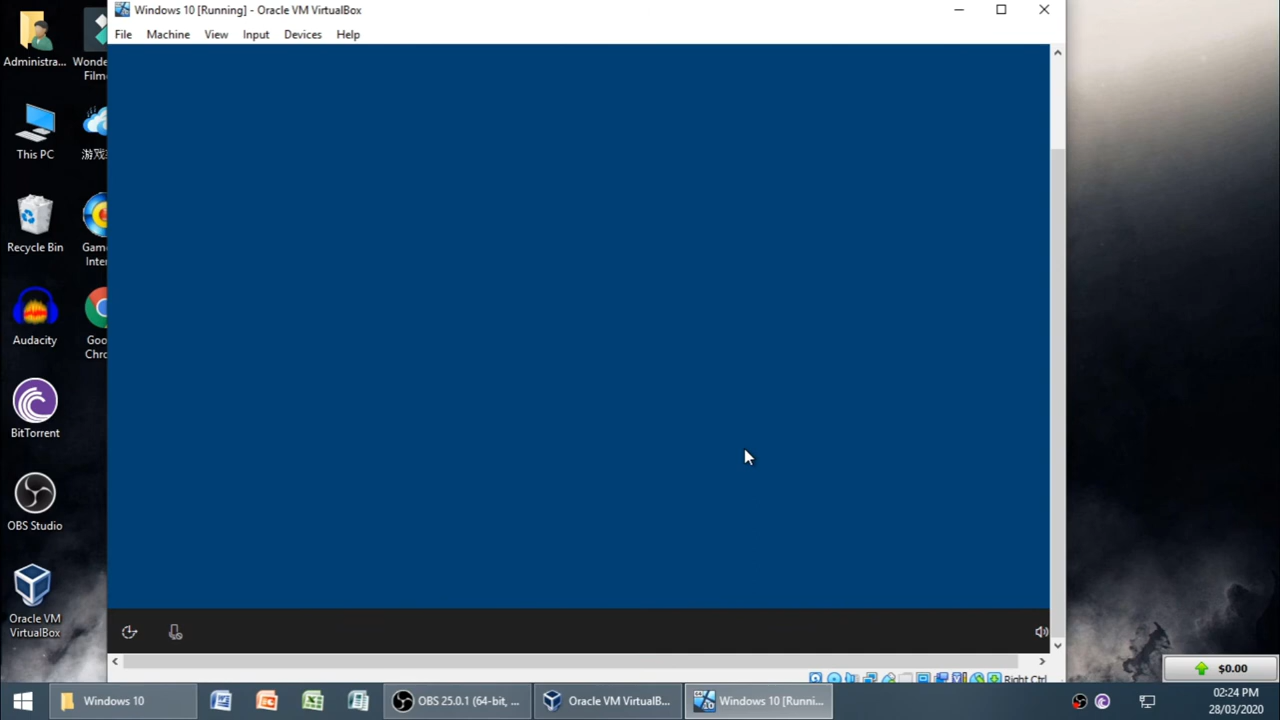 Windows 10 [Running] - Oracle VM VirtualBox
File Machine View Input Devices Help
Administra...
Wonde
Film
This PC
游戏
Recycle Bin
Game
Inter
Audacity
Goo
Chro
BitTorrent
OBS Studio
Oracle VM
VirtualBox
Right Ctrl
$0.00
Windows 10
OBS 25.0.1 (64-bit, ...
Oracle VM VirtualB...
Windows 10 [Runni...
02:24 PM
28/03/2020